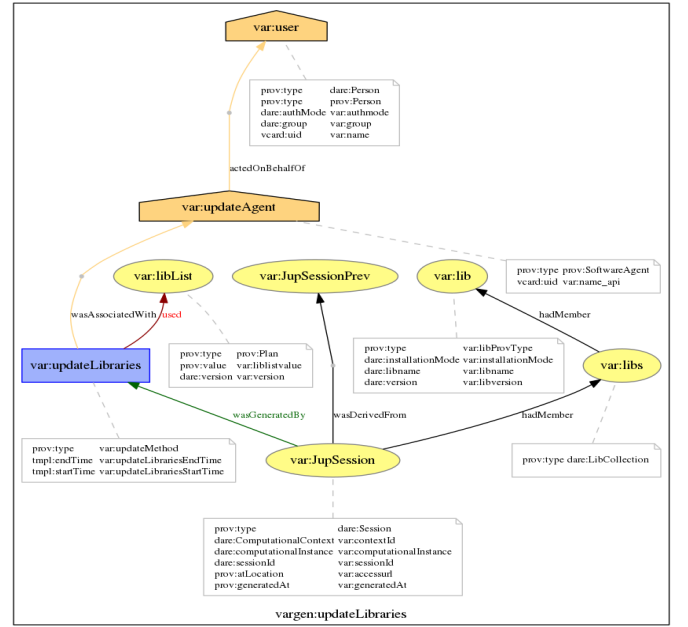 var:user
prov:type dare:Person
prov:type prov:Person
dare:authMode var:authmode
dare:group var:group
vcard:uid var:name
actedOnBehalfOf
var:updateAgent
var:libList
var:JupSessionPrev
var:lib
prov:type prov:SoftwareAgent
vcard:uid var:name_api
wasAssociatedWith
used
hadMember
prov:type prov:Plan
prov:value var:liblistvalue
dare:version var:version
prov:type var:libProvType
dare:installationMode var:installationMode
dare:libname var:libname
dare:version var:libversion
var:updateLibraries
var:libs
wasGeneratedBy
wasDerivedFrom
hadMember
prov:type var:updateMethod
tmpl:endTime var:updateLibrariesEndTime
tmpl:startTime var:updateLibrariesStartTime
var:JupSession
prov:type dare:LibCollection
prov:type dare:Session
dare:ComputationalContext var:contextId
dare:computationalInstance var:computationalInstance
dare:sessionId var:sessionId
prov:atLocation var:accessurl
prov:generatedAt var:generatedAt
vargen:updateLibraries